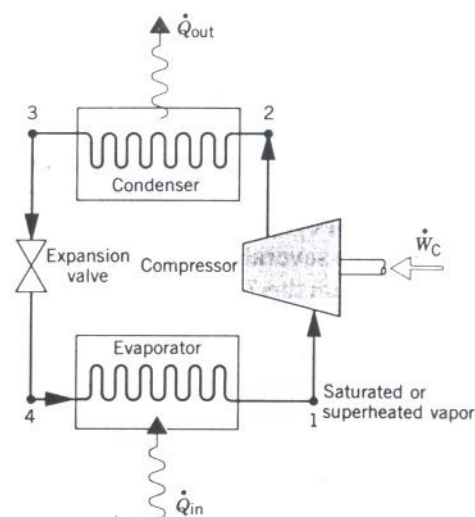 Q̇out
3
2
Condenser
Expansion
valve
Compressor
ẆC
Evaporator
4
1
Saturated or
superheated vapor
Q̇in